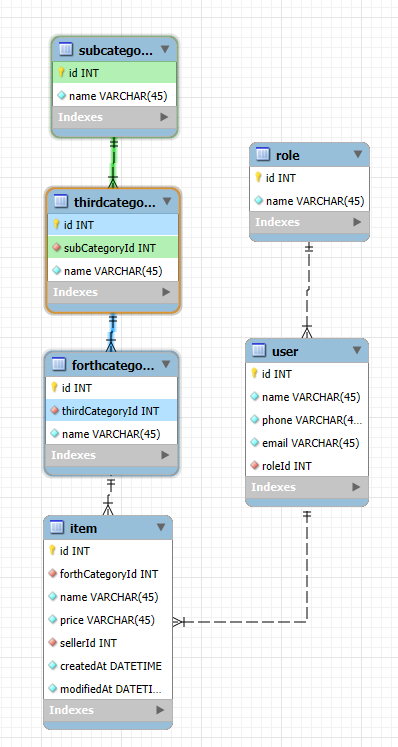 subcatego...
id INT
name VARCHAR(45)
Indexes
thirdcatego...
id INT
subCategoryId INT
name VARCHAR(45)
Indexes
forthcatego...
id INT
thirdCategoryId INT
name VARCHAR(45)
Indexes
item
id INT
forthCategoryId INT
name VARCHAR(45)
price VARCHAR(45)
sellerId INT
createdAt DATETIME
modifiedAt DATETI...
Indexes
role
id INT
name VARCHAR(45)
Indexes
user
id INT
name VARCHAR(45)
phone VARCHAR(4...
email VARCHAR(45)
roleId INT
Indexes